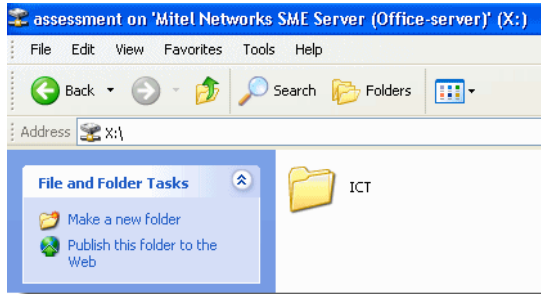 assessment on 'Mitel Networks SME Server (Office-server)' (X:)
File Edit View Favorites Tools Help
Back Search Folders
Address X:\
File and Folder Tasks
Make a new folder
Publish this folder to the
Web
ICT